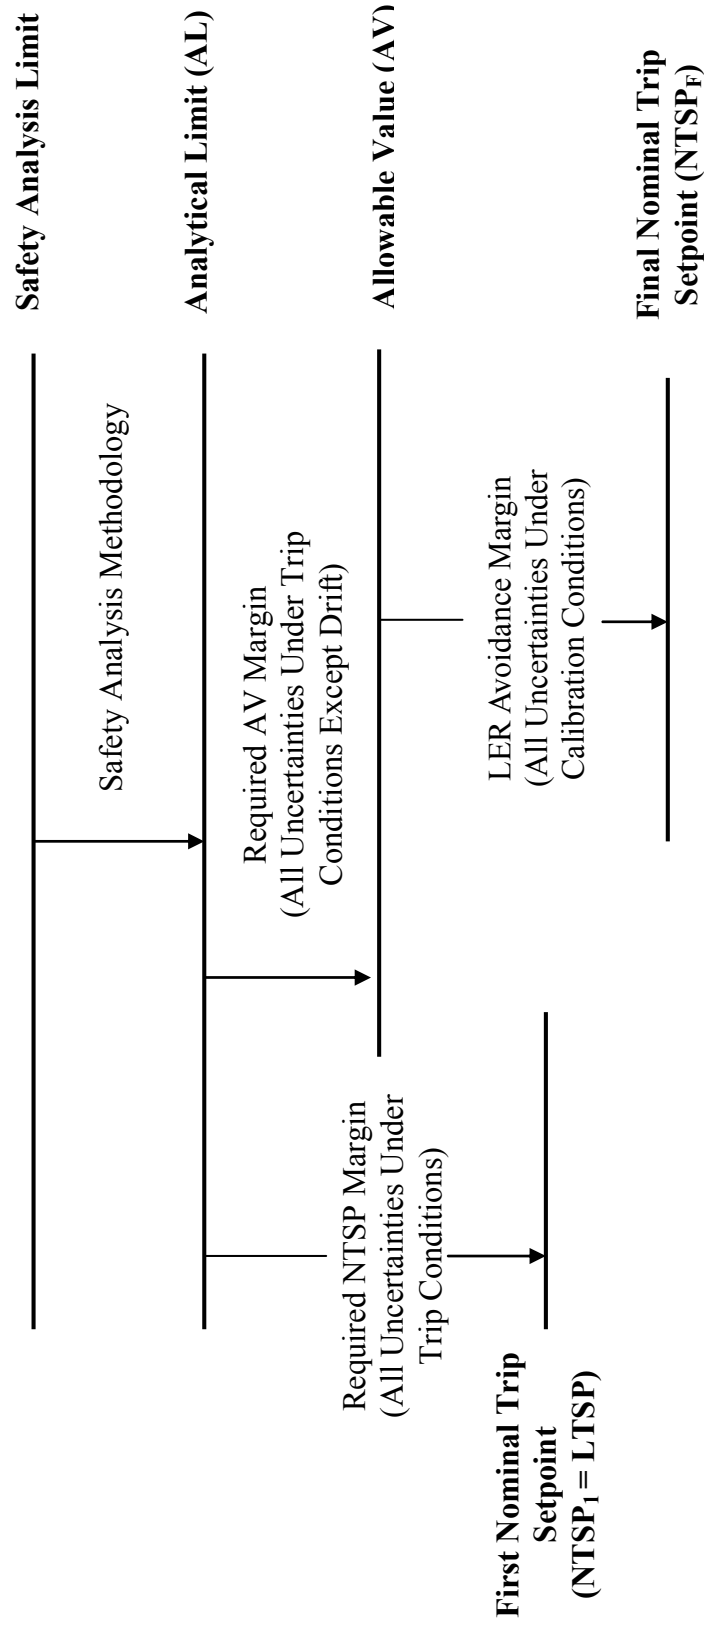 Safety Analysis Limit
Safety Analysis Methodology
Analytical Limit (AL)
Required AV Margin
(All Uncertainties Under Trip
Conditions Except Drift)
Allowable Value (AV)
Required NTSP Margin
(All Uncertainties Under
Trip Conditions)
LER Avoidance Margin
(All Uncertainties Under
Calibration Conditions)
First Nominal Trip
Setpoint
(NTSP₁ = LTSP)
Final Nominal Trip
Setpoint (NTSP_F)